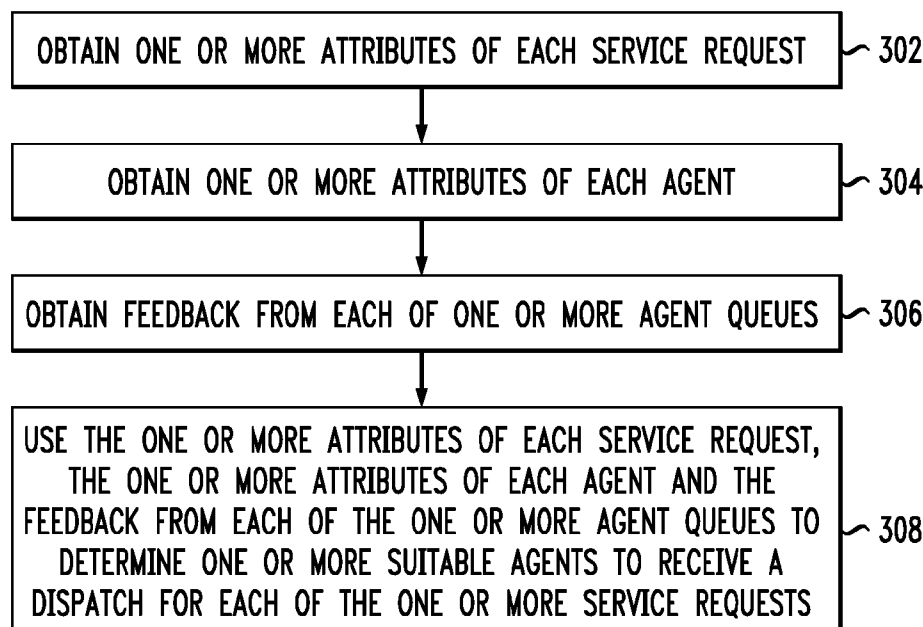 OBTAIN ONE OR MORE ATTRIBUTES OF EACH SERVICE REQUEST
302
OBTAIN ONE OR MORE ATTRIBUTES OF EACH AGENT
304
OBTAIN FEEDBACK FROM EACH OF ONE OR MORE AGENT QUEUES
306
USE THE ONE OR MORE ATTRIBUTES OF EACH SERVICE REQUEST,
THE ONE OR MORE ATTRIBUTES OF EACH AGENT AND THE
FEEDBACK FROM EACH OF THE ONE OR MORE AGENT QUEUES TO
DETERMINE ONE OR MORE SUITABLE AGENTS TO RECEIVE A
DISPATCH FOR EACH OF THE ONE OR MORE SERVICE REQUESTS
308